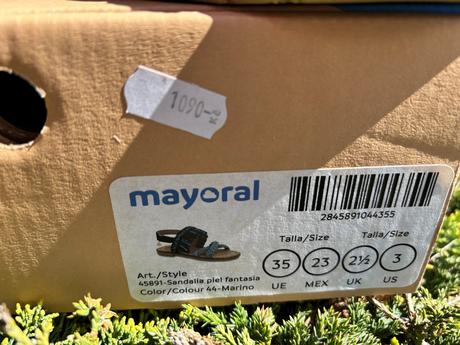 1090,-
Kč
mayoral
2845891044355
Talla/Size Talla/Size
35 23 2½ 3
UE MEX UK US
Art./Style
45891-Sandalia piel fantasia
Color/Colour 44-Marino